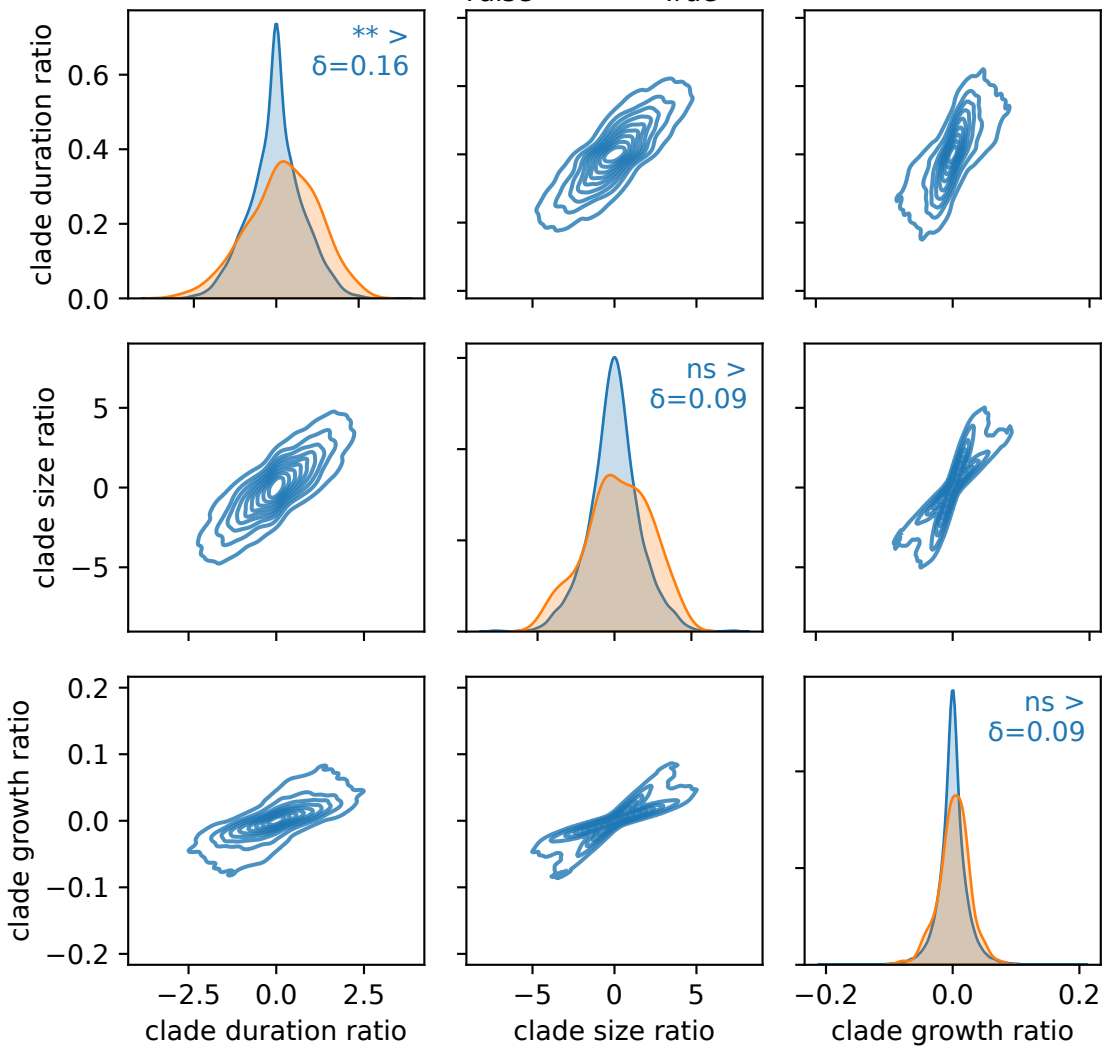 clade duration ratio
0.6
0.4
0.2
0.0
** >
δ=0.16
clade size ratio
5
0
−5
ns >
δ=0.09
clade growth ratio
0.2
0.1
0.0
−0.1
−0.2
ns >
δ=0.09
−2.5 0.0 2.5
−5 0 5
−0.2 0.0 0.2
clade duration ratio
clade size ratio
clade growth ratio